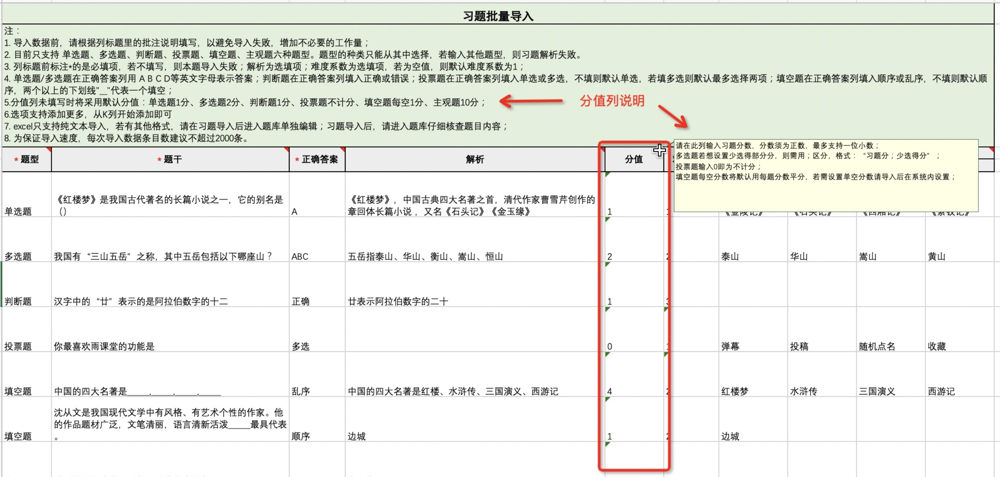 习题批量导入
注：
1. 导入数据前，请根据列标题里的批注说明填写，以避免导入失败，增加不必要的工作量；
2. 目前只支持 单选题、多选题、判断题、投票题、填空题、主观题六种题型。题型的种类只能从其中选择，若输入其他题型，则习题解析失败。
3. 列标题前标注*的是必填项，若不填写，则本题导入失败；解析为选填项；难度系数为选填项，若为空值，则默认难度系数为1；
4. 单选题/多选题在正确答案列用 A B C D等英文字母表示答案；判断题在正确答案列填入正确或错误；投票题在正确答案列填入单选或多选，不填则默认单选，若填多选则默认最多选择两项；填空题在正确答案列填入顺序或乱序，不填则默认顺
序，两个以上的下划线"__"代表一个填空；
5.分值列未填写时将采用默认分值：单选题1分、多选题2分、判断题1分、投票题不计分、填空题每空1分、主观题10分；
分值列说明
6.选项支持添加更多，从K列开始添加即可
7. excel只支持纯文本导入，若有其他格式，请在习题导入后进入题库单独编辑；习题导入后，请进入题库仔细核查题目内容；
8. 为保证导入速度，每次导入数据条目数建议不超过2000条。
* 题型 * 题干 * 正确答案 解析 分值
请在此列输入习题分数，分数须为正数，最多支持一位小数；
多选题若想设置少选得部分分，则需用；区分，格式：“习题分；少选得分”；
投票题输入0即为不计分；
填空题每空分数将默认用每题分数平分，若需设置单空分数请导入后在系统内设置；
《红楼梦》是我国古代著名的长篇小说之一，它的别名是
《红楼梦》，中国古典四大名著之首，清代作家曹雪芹创作的
单选题 （） A 章回体长篇小说 ，又名《石头记》《金玉缘》 1 1 《金陵记》 《石头记》 《西厢记》 《紫钗记》
多选题 我国有“三山五岳”之称，其中五岳包括以下哪座山？ ABC 五岳指泰山、华山、衡山、嵩山、恒山 2 2 泰山 华山 嵩山 黄山
判断题 汉字中的“廿”表示的是阿拉伯数字的十二 正确 廿表示阿拉伯数字的二十 1 3
投票题 你最喜欢雨课堂的功能是 多选 0 1 弹幕 投稿 随机点名 收藏
填空题 中国的四大名著是_____,_____,_____,_____ 乱序 中国的四大名著是红楼、水浒传、三国演义、西游记 4 2 红楼梦 水浒传 三国演义 西游记
沈从文是我国现代文学中有风格、有艺术个性的作家。他
的作品题材广泛，文笔清丽，语言清新活泼_____最具代表
填空题 。 顺序 边城 1 2 边城